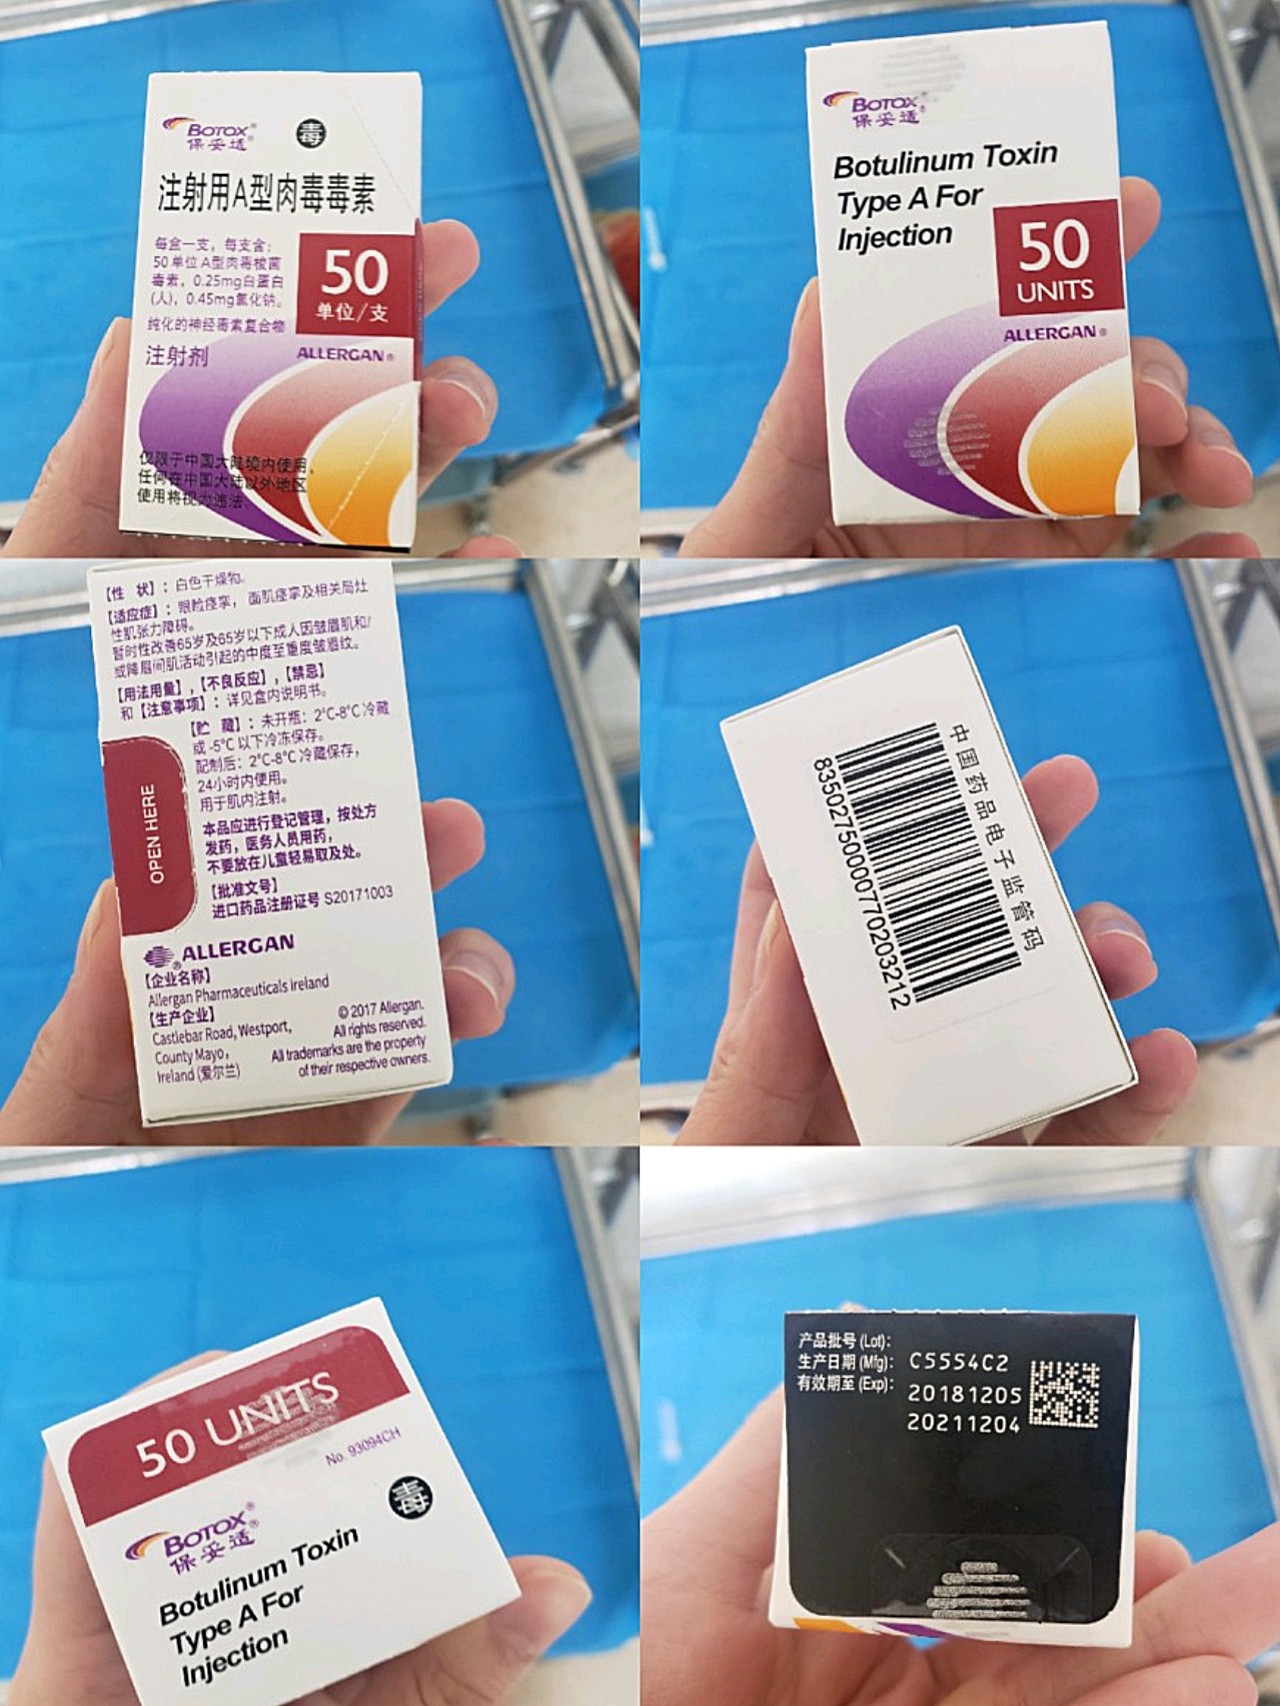 BOTOX®
保妥适®
毒
注射用A型肉毒毒素
每盒一支，每支含：
50单位A型肉毒梭菌
毒素，0.25mg白蛋白
(人)，0.45mg氯化钠。
纯化的神经毒素复合物
注射剂
50
单位/支
ALLERGAN®
仅限于中国大陆境内使用，
任何在中国大陆以外地区
使用将视为违法.
BOTOX®
保妥适®
Botulinum Toxin
Type A For
Injection
50
UNITS
ALLERGAN®
【性 状】：白色干燥物。
【适应症】：眼睑痉挛，面肌痉挛及相关局灶
性肌张力障碍。
暂时性改善65岁及65岁以下成人因皱眉肌和/
或降眉间肌活动引起的中度至重度皱眉纹。
【用法用量】,【不良反应】,【禁忌】
和【注意事项】：详见盒内说明书。
【贮 藏】：未开瓶：2°C-8°C冷藏
或-5°C以下冷冻保存。
配制后：2°C-8°C冷藏保存，
24小时内使用。
用于肌内注射。
OPEN HERE
本品应进行登记管理，按处方
发药，医务人员用药，
不要放在儿童轻易取及处。
【批准文号】
进口药品注册证号 S20171003
ALLERGAN
【企业名称】
Allergan Pharmaceuticals ireland
【生产企业】
Castlebar Road, Westport,
County Mayo,
Ireland (爱尔兰)
© 2017 Allergan.
All rights reserved.
All trademarks are the property
of their respective owners.
中国药品电子监管码
83502750007770203212
50 UNITS
No. 93094CH
BOTOX®
保妥适®
毒
Botulinum Toxin
Type A For
Injection
产品批号 (Lot):
生产日期 (Mfg): C5554C2
有效期至 (Exp): 20181205
20211204